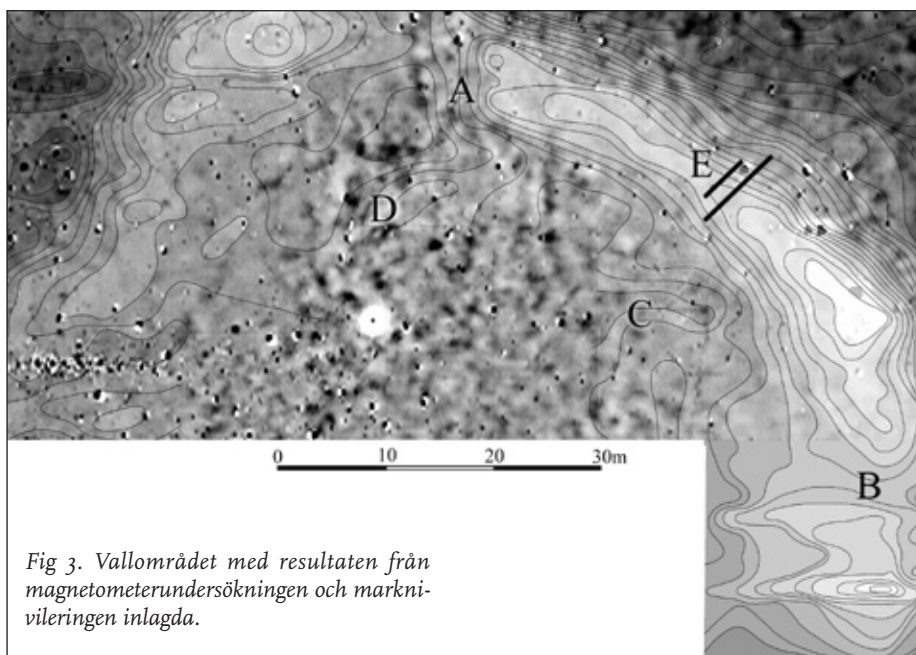 A
E
D
C
B
0 10 20 30m
Fig 3. Vallområdet med resultaten från
magnetometerundersökningen och markni-
vileringen inlagda.